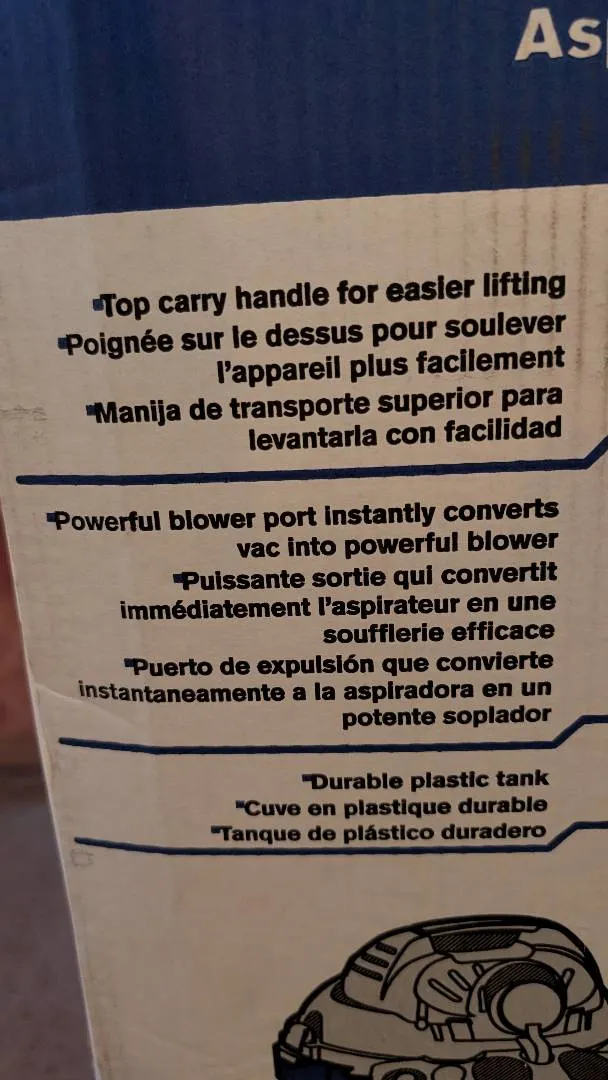 As
▪Top carry handle for easier lifting
▪Poignée sur le dessus pour soulever
l'appareil plus facilement
▪Manija de transporte superior para
levantarla con facilidad
▪Powerful blower port instantly converts
vac into powerful blower
▪Puissante sortie qui convertit
immédiatement l'aspirateur en une
soufflerie efficace
▪Puerto de expulsión que convierte
instantaneamente a la aspiradora en un
potente soplador
▪Durable plastic tank
▪Cuve en plastique durable
▪Tanque de plástico duradero